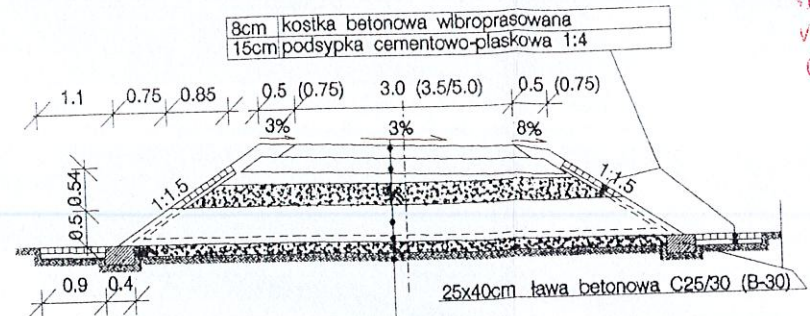 8cm kostka betonowa wibroprasowana
15cm podsypka cementowo-piaskowa 1:4
1.1 0.75 0.85 0.5 (0.75) 3.0 (3.5/5.0) 0.5 (0.75)
3% 3% 8%
1:1.5 1:1.5
0.54
0.5
0.9 0.4
25x40cm ława betonowa C25/30 (B-30)